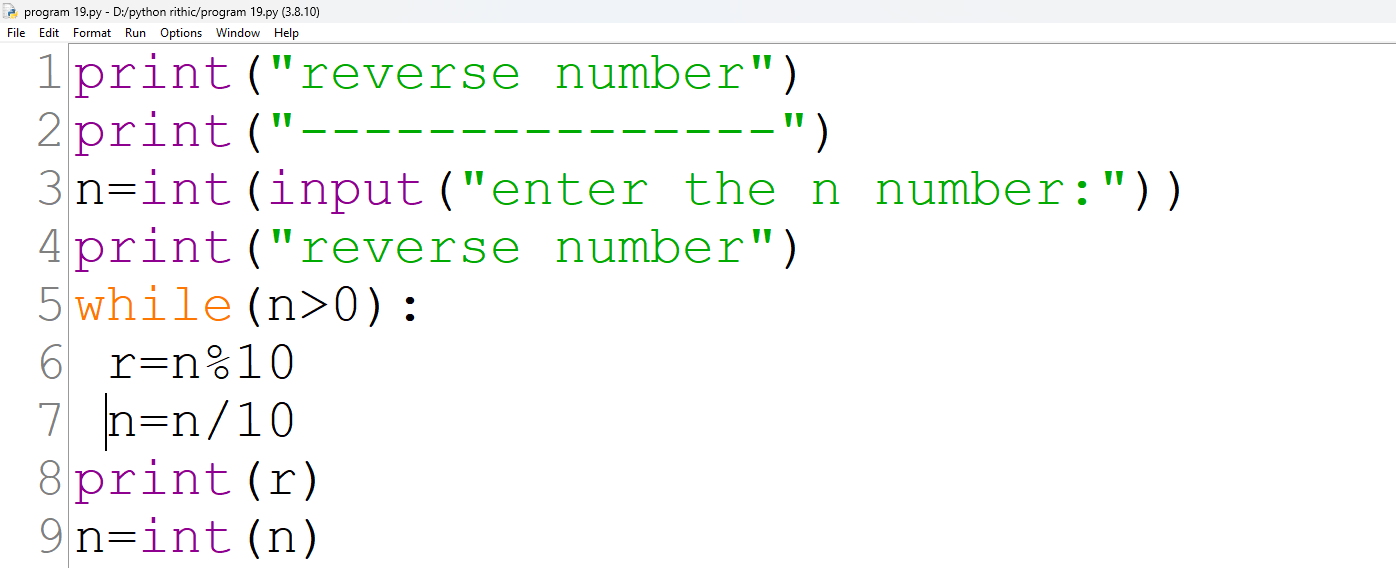 program 19.py - D:/python rithic/program 19.py (3.8.10)
File Edit Format Run Options Window Help
1 print("reverse number")
2 print("---------------")
3 n=int(input("enter the n number:"))
4 print("reverse number")
5 while(n>0):
6  r=n%10
7  n=n/10
8 print(r)
9 n=int(n)